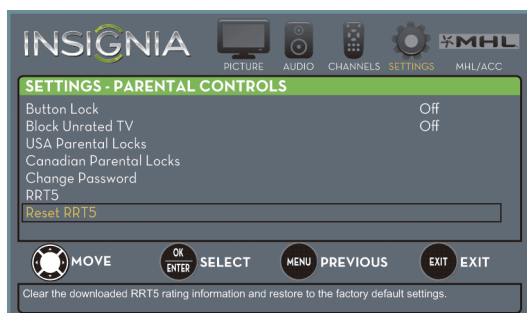 INSIGNIA
PICTURE AUDIO CHANNELS SETTINGS MHL MHL/ACC
SETTINGS - PARENTAL CONTROLS
Button Lock Off
Block Unrated TV Off
USA Parental Locks
Canadian Parental Locks
Change Password
RRT5
Reset RRT5
MOVE OK ENTER SELECT MENU PREVIOUS EXIT EXIT
Clear the downloaded RRT5 rating information and restore to the factory default settings.